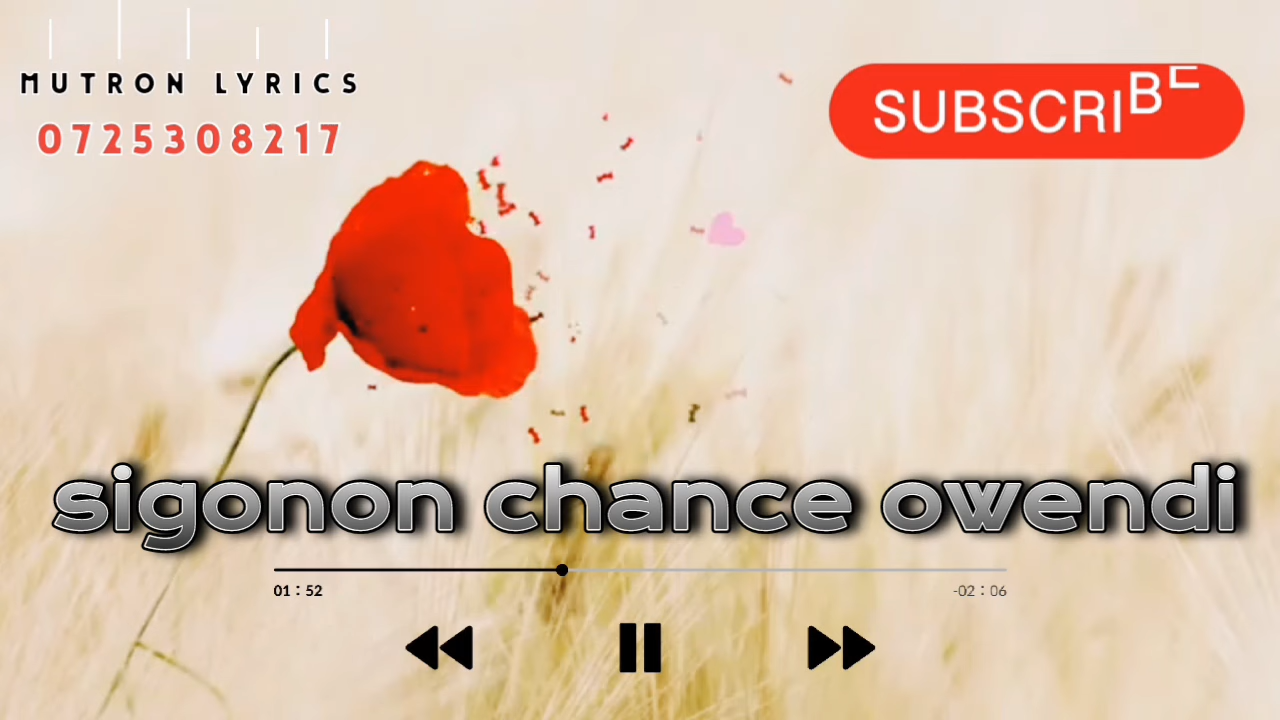 MUTRON LYRICS
0725308217
SUBSCRIBE
sigonon chance owendi
01:52
-02:06